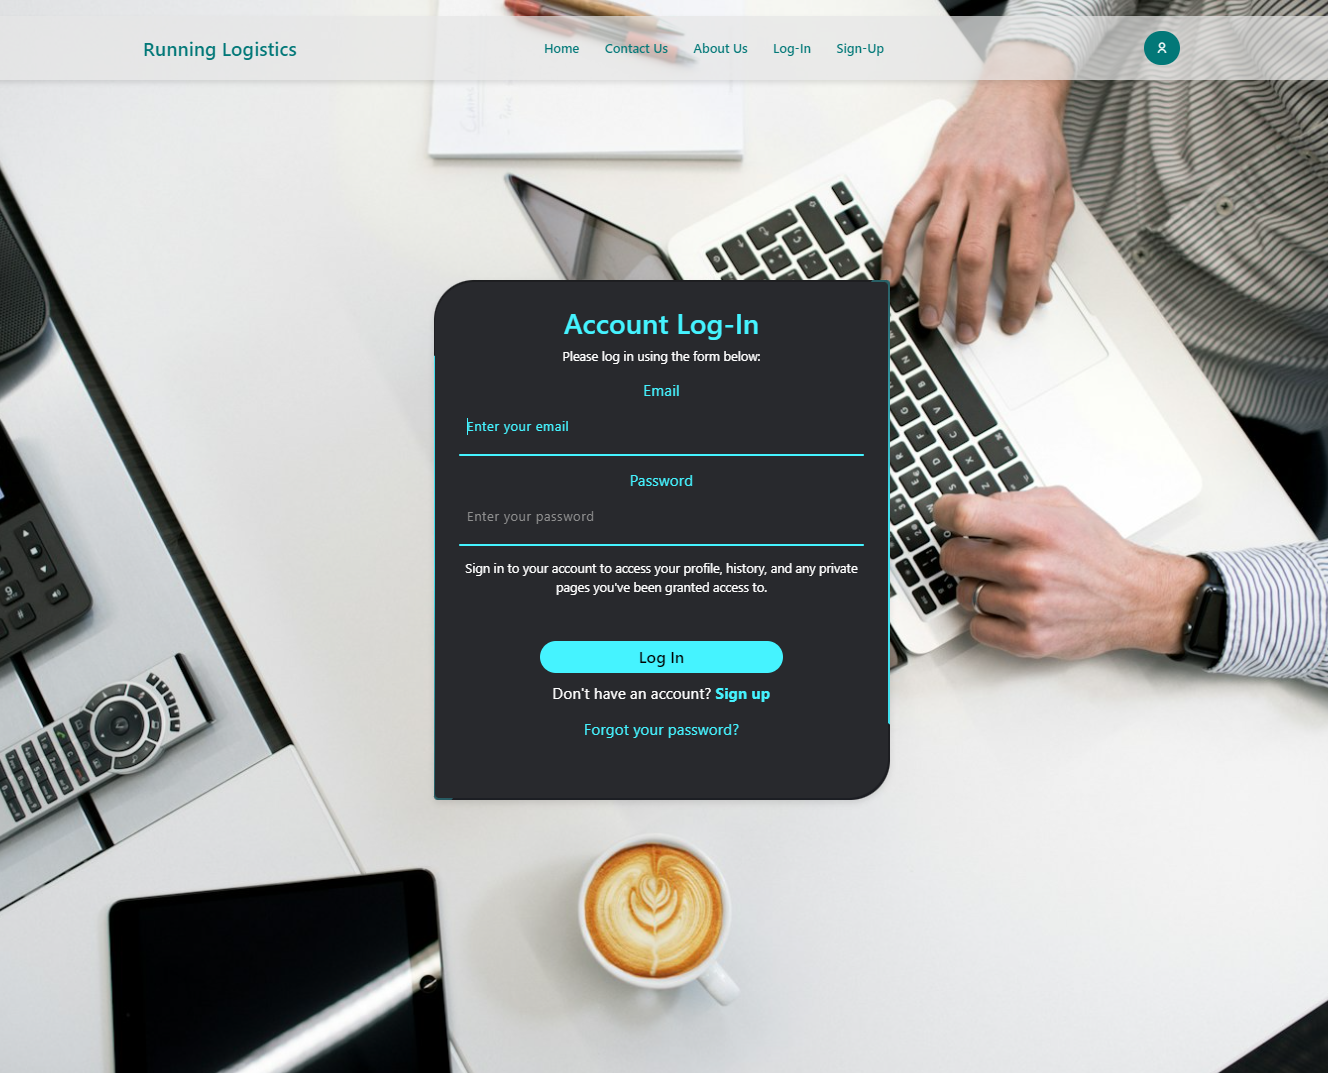 Running Logistics
Home Contact Us About Us Log-In Sign-Up
Account Log-In
Please log in using the form below:
Email
Enter your email
Password
Enter your password
Sign in to your account to access your profile, history, and any private
pages you've been granted access to.
Log In
Don't have an account? Sign up
Forgot your password?